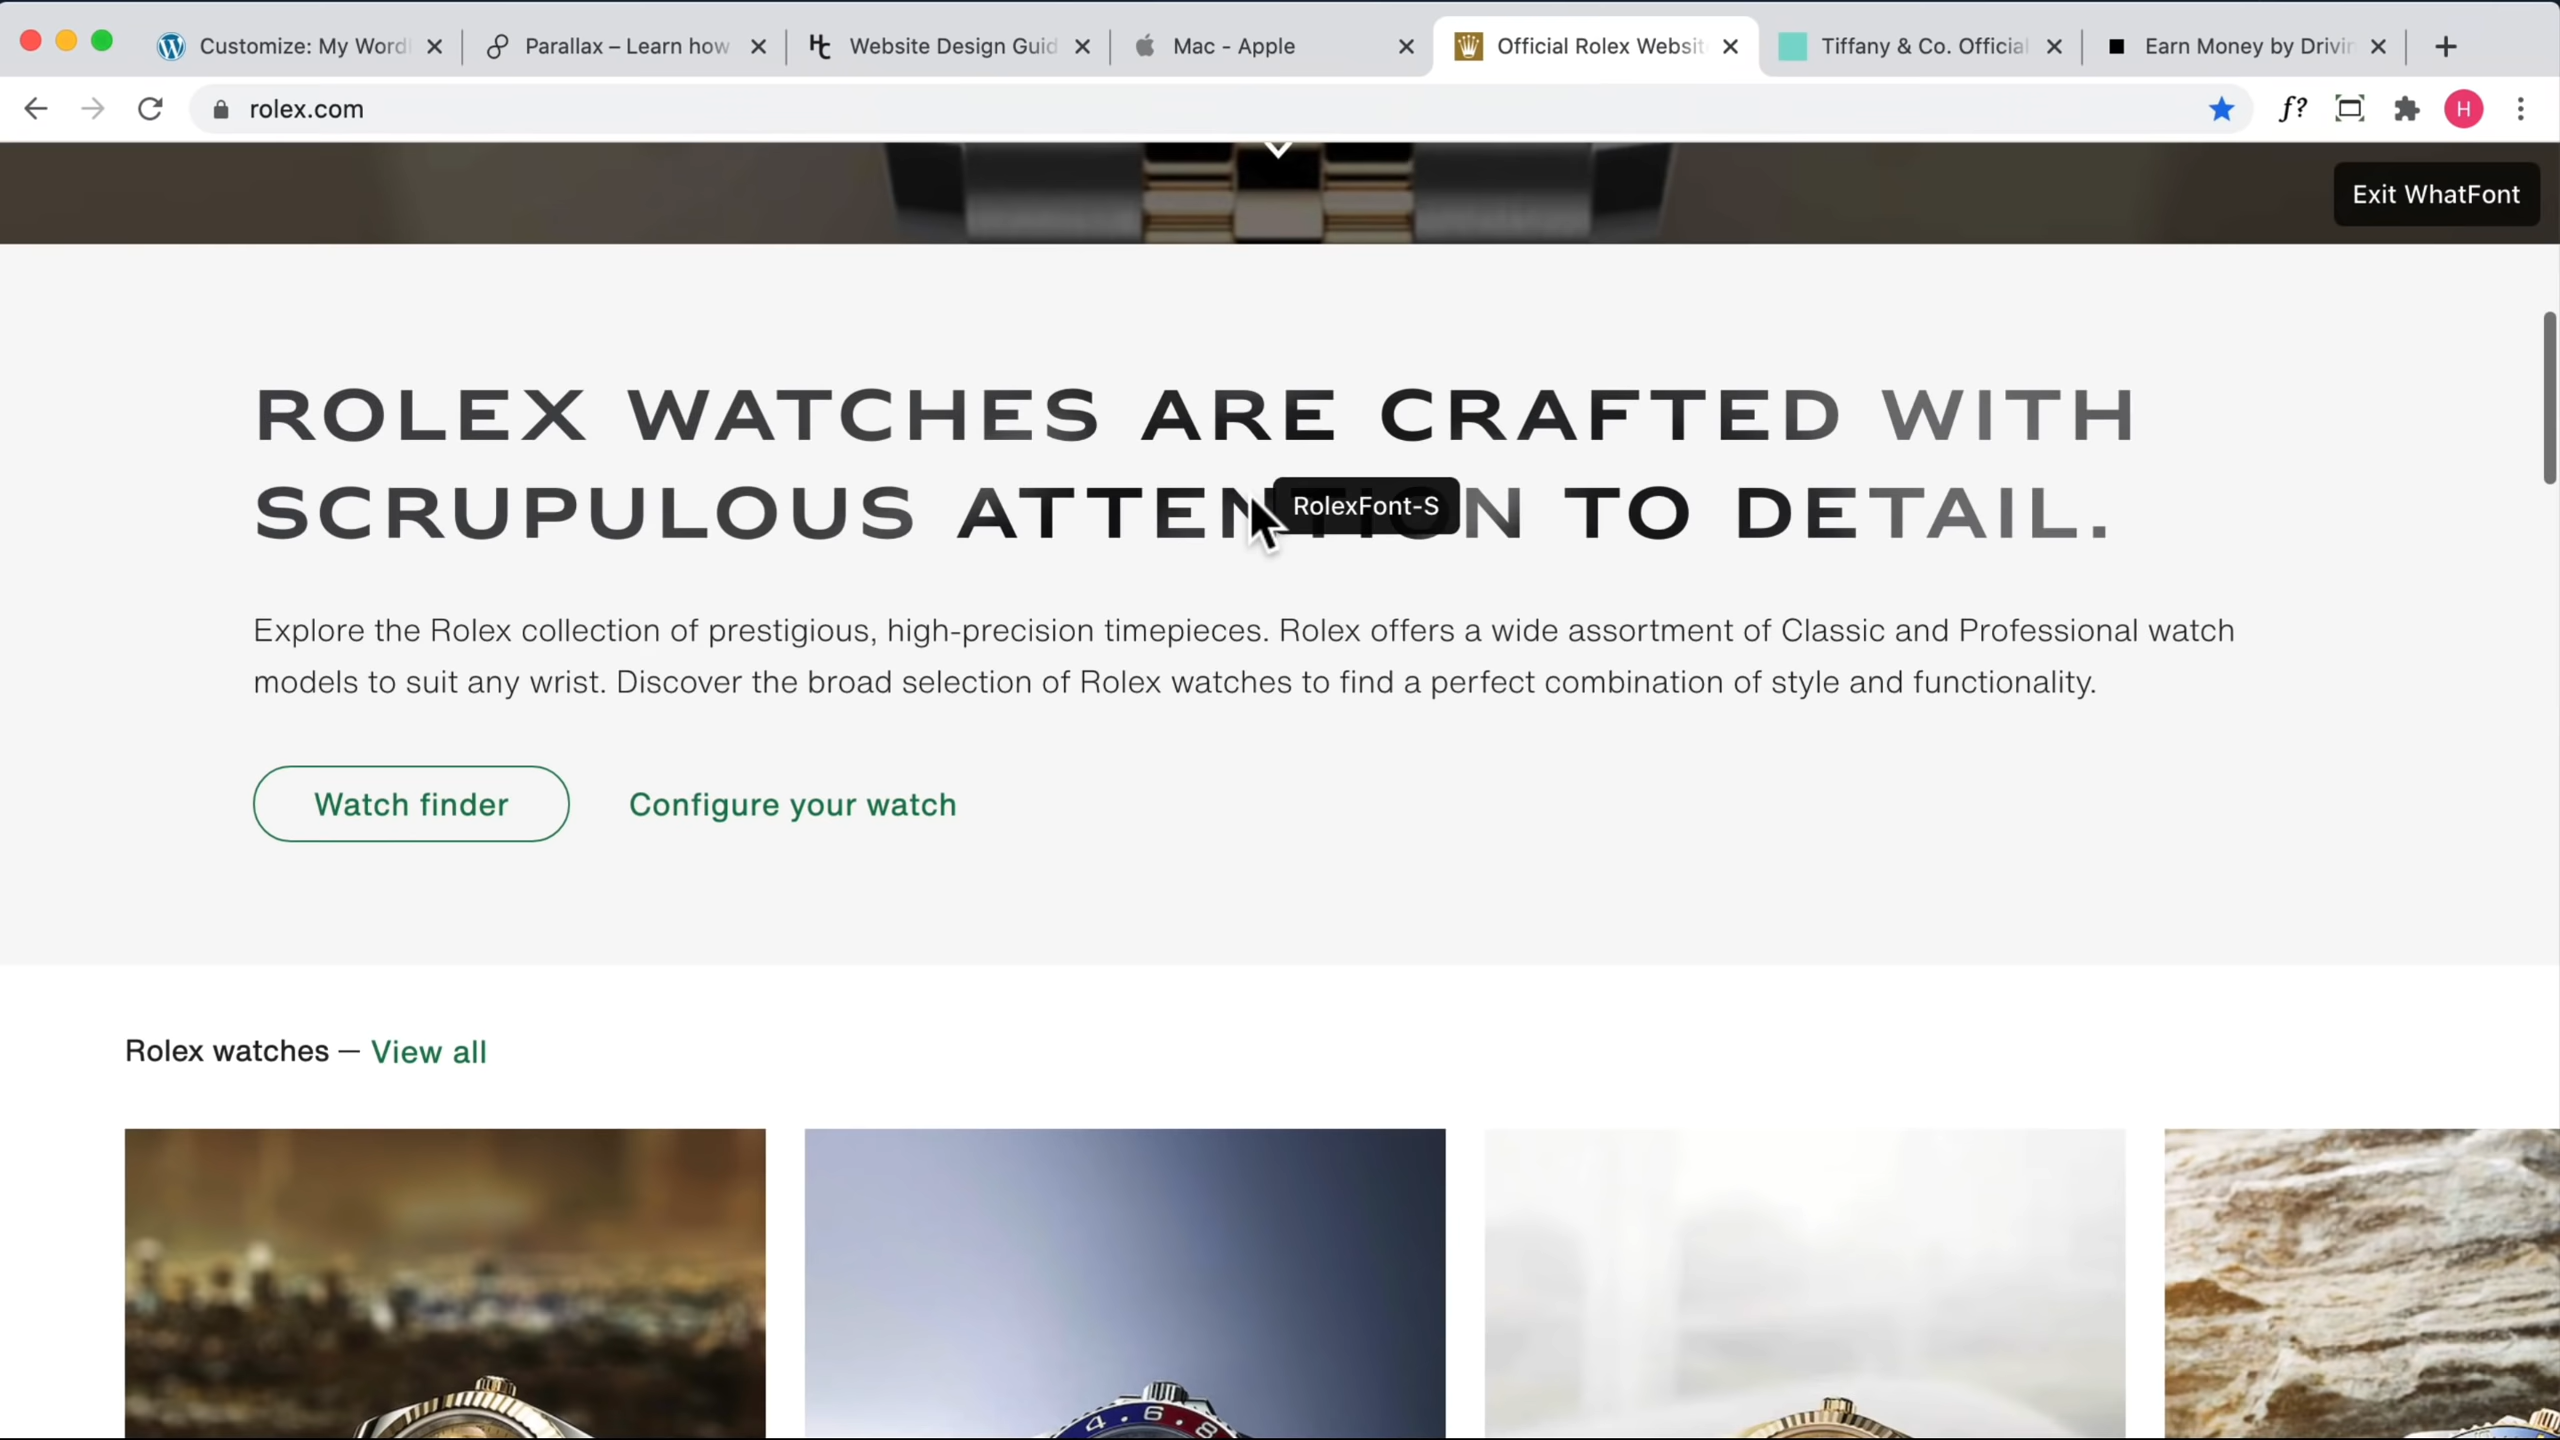 Customize: My Word
Parallax – Learn how
Website Design Guid
Mac - Apple
Official Rolex Websit
Tiffany & Co. Official
Earn Money by Drivin
rolex.com
f?
H
Exit WhatFont
ROLEX WATCHES ARE CRAFTED WITH
SCRUPULOUS ATTENTION TO DETAIL.
RolexFont-S
Explore the Rolex collection of prestigious, high-precision timepieces. Rolex offers a wide assortment of Classic and Professional watch
models to suit any wrist. Discover the broad selection of Rolex watches to find a perfect combination of style and functionality.
Watch finder
Configure your watch
Rolex watches — View all
4 · 6 · 8